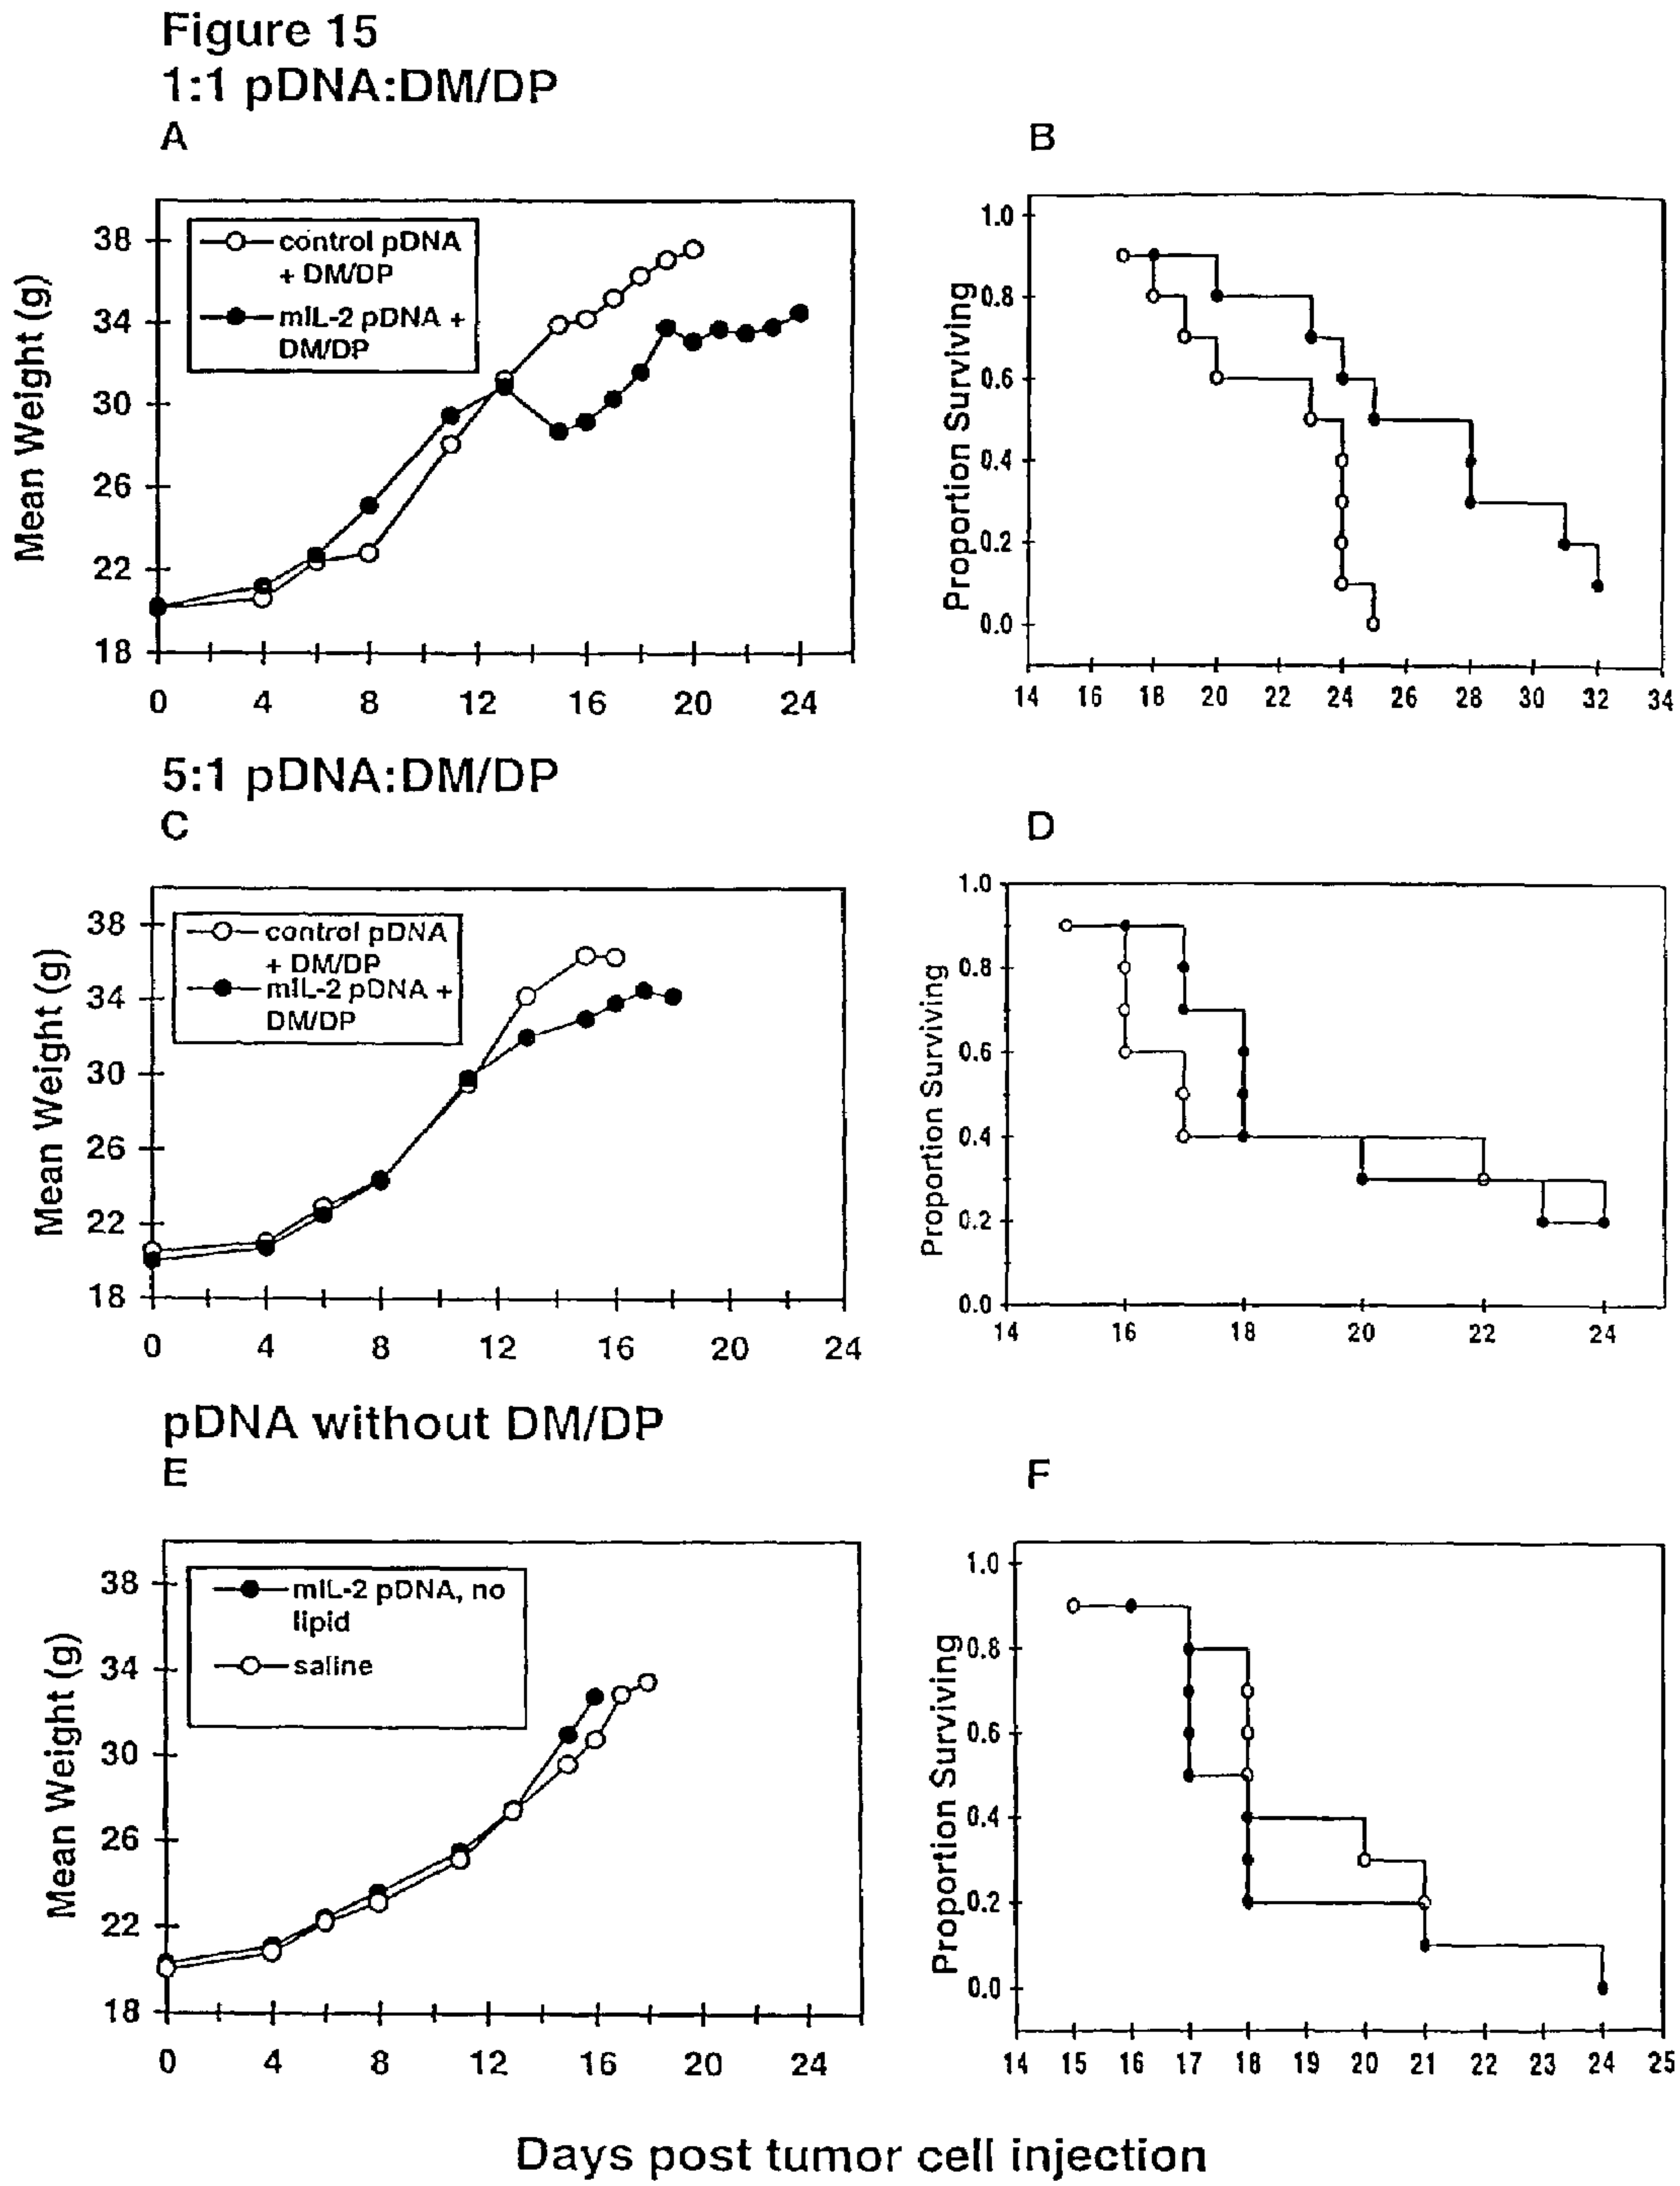 Figure 15
1:1 pDNA:DM/DP
A
B
Mean Weight (g)
38
34
30
26
22
18
control pDNA
+ DM/DP
mIL-2 pDNA +
DM/DP
0 4 8 12 16 20 24
Proportion Surviving
1.0
0.8
0.6
0.4
0.2
0.0
14 16 18 20 22 24 26 28 30 32 34
5:1 pDNA:DM/DP
C
D
Mean Weight (g)
38
34
30
26
22
18
control pDNA
+ DM/DP
mIL-2 pDNA +
DM/DP
0 4 8 12 16 20 24
Proportion Surviving
1.0
0.8
0.6
0.4
0.2
0.0
14 16 18 20 22 24
pDNA without DM/DP
E
F
Mean Weight (g)
38
34
30
26
22
18
mIL-2 pDNA, no
lipid
saline
0 4 8 12 16 20 24
Proportion Surviving
1.0
0.8
0.6
0.4
0.2
0.0
14 15 16 17 18 19 20 21 22 23 24 25
Days post tumor cell injection